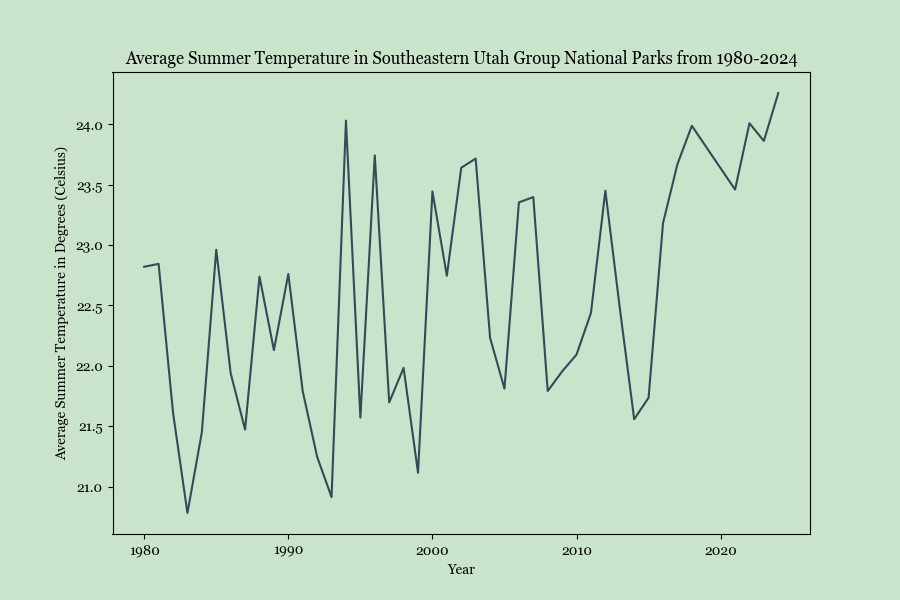 Average Summer Temperature in Southeastern Utah Group National Parks from 1980-2024
Average Summer Temperature in Degrees (Celsius)
24.0
23.5
23.0
22.5
22.0
21.5
21.0
1980 1990 2000 2010 2020
Year